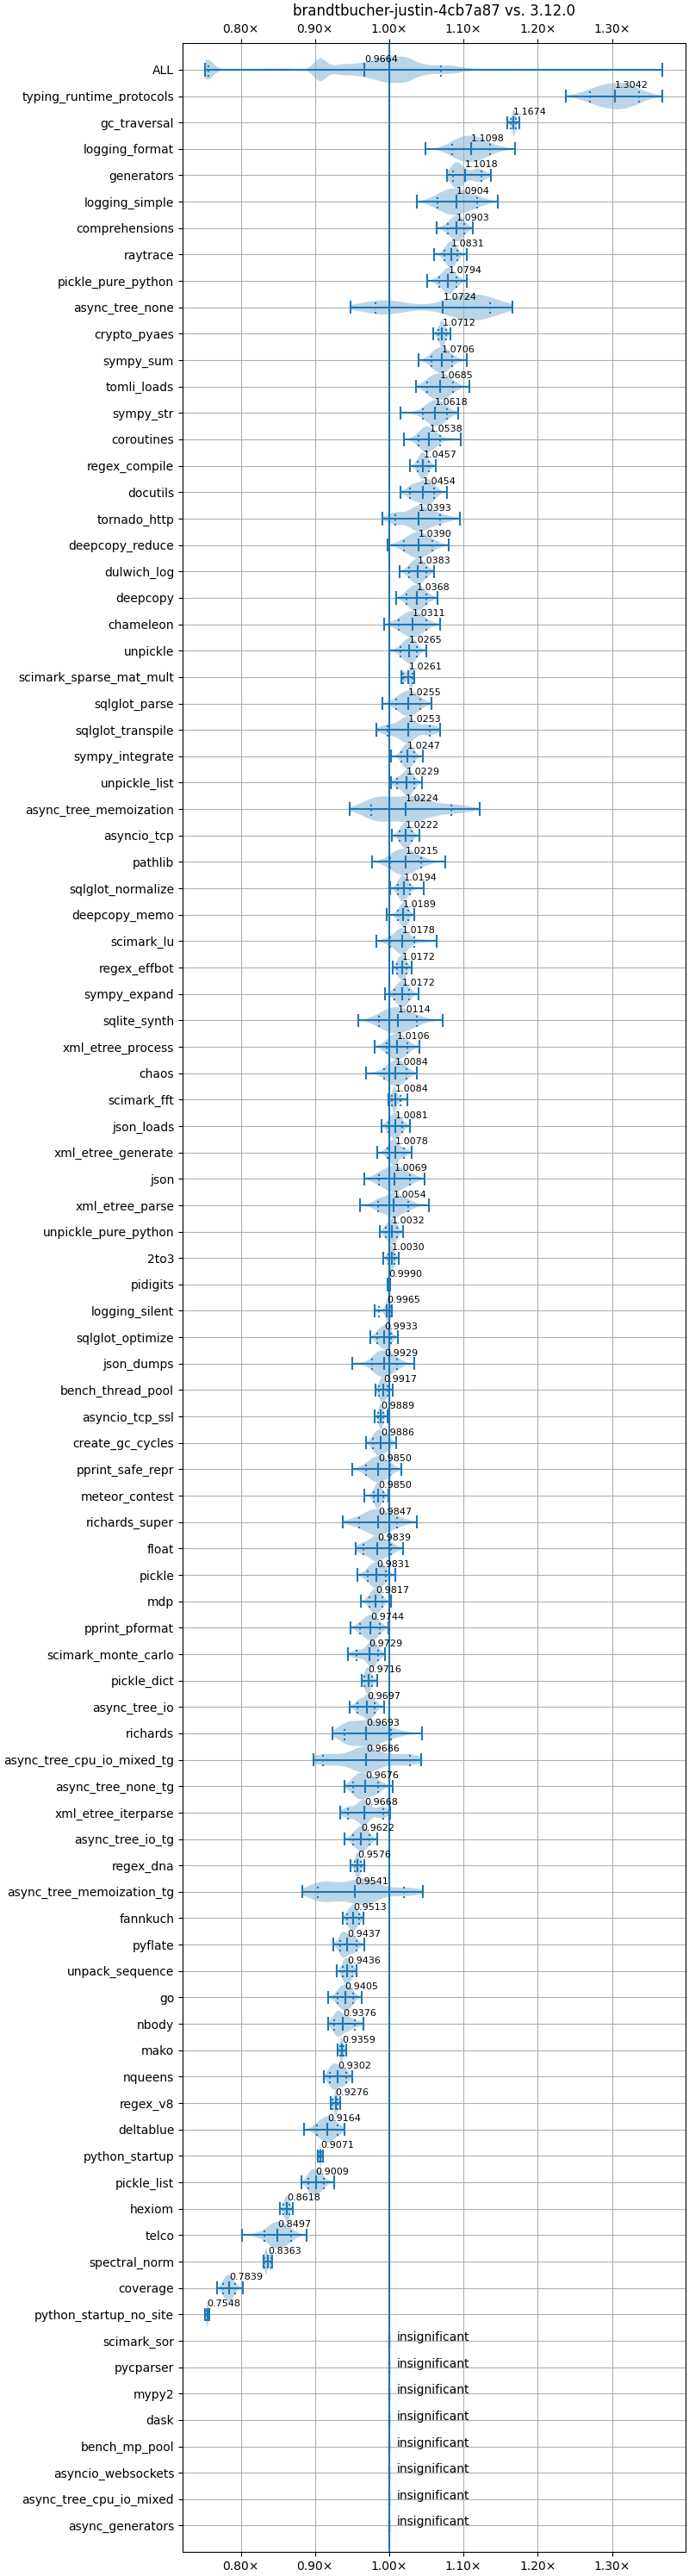 brandtbucher-justin-4cb7a87 vs. 3.12.0
0.80× 0.90× 1.00× 1.10× 1.20× 1.30×
ALL 0.9664
typing_runtime_protocols 1.3042
gc_traversal 1.1674
logging_format 1.1098
generators 1.1018
logging_simple 1.0904
comprehensions 1.0903
raytrace 1.0831
pickle_pure_python 1.0794
async_tree_none 1.0724
crypto_pyaes 1.0712
sympy_sum 1.0706
tomli_loads 1.0685
sympy_str 1.0618
coroutines 1.0538
regex_compile 1.0457
docutils 1.0454
tornado_http 1.0393
deepcopy_reduce 1.0390
dulwich_log 1.0383
deepcopy 1.0368
chameleon 1.0311
unpickle 1.0265
scimark_sparse_mat_mult 1.0261
sqlglot_parse 1.0255
sqlglot_transpile 1.0253
sympy_integrate 1.0247
unpickle_list 1.0229
async_tree_memoization 1.0224
asyncio_tcp 1.0222
pathlib 1.0215
sqlglot_normalize 1.0194
deepcopy_memo 1.0189
scimark_lu 1.0178
regex_effbot 1.0172
sympy_expand 1.0172
sqlite_synth 1.0114
xml_etree_process 1.0106
chaos 1.0084
scimark_fft 1.0084
json_loads 1.0081
xml_etree_generate 1.0078
json 1.0069
xml_etree_parse 1.0054
unpickle_pure_python 1.0032
2to3 1.0030
pidigits 0.9990
logging_silent 0.9965
sqlglot_optimize 0.9933
json_dumps 0.9929
bench_thread_pool 0.9917
asyncio_tcp_ssl 0.9889
create_gc_cycles 0.9886
pprint_safe_repr 0.9850
meteor_contest 0.9850
richards_super 0.9847
float 0.9839
pickle 0.9831
mdp 0.9817
pprint_pformat 0.9744
scimark_monte_carlo 0.9729
pickle_dict 0.9716
async_tree_io 0.9697
richards 0.9693
async_tree_cpu_io_mixed_tg 0.9686
async_tree_none_tg 0.9676
xml_etree_iterparse 0.9668
async_tree_io_tg 0.9622
regex_dna 0.9576
async_tree_memoization_tg 0.9541
fannkuch 0.9513
pyflate 0.9437
unpack_sequence 0.9436
go 0.9405
nbody 0.9376
mako 0.9359
nqueens 0.9302
regex_v8 0.9276
deltablue 0.9164
python_startup 0.9071
pickle_list 0.9009
hexiom 0.8618
telco 0.8497
spectral_norm 0.8363
coverage 0.7839
python_startup_no_site 0.7548
scimark_sor insignificant
pycparser insignificant
mypy2 insignificant
dask insignificant
bench_mp_pool insignificant
asyncio_websockets insignificant
async_tree_cpu_io_mixed insignificant
async_generators insignificant
0.80× 0.90× 1.00× 1.10× 1.20× 1.30×